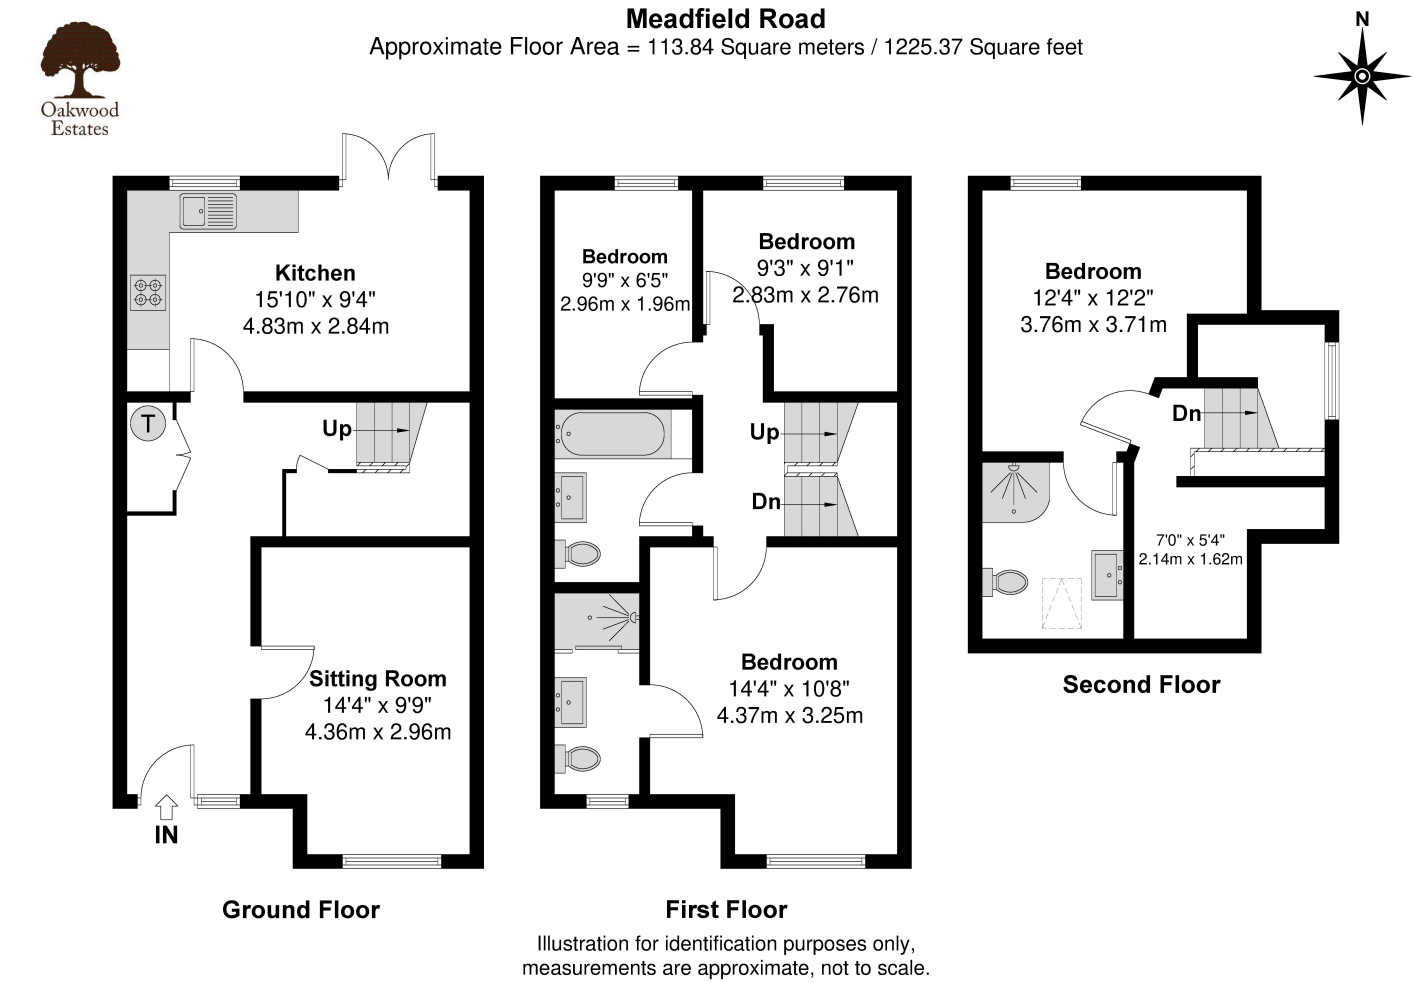 Meadfield Road
Approximate Floor Area = 113.84 Square meters / 1225.37 Square feet
Oakwood
Estates
N
Kitchen
15'10" x 9'4"
4.83m x 2.84m
T
Up
Sitting Room
14'4" x 9'9"
4.36m x 2.96m
IN
Ground Floor
Bedroom
9'9" x 6'5"
2.96m x 1.96m
Bedroom
9'3" x 9'1"
2.83m x 2.76m
Up
Dn
Bedroom
14'4" x 10'8"
4.37m x 3.25m
First Floor
Bedroom
12'4" x 12'2"
3.76m x 3.71m
Dn
7'0" x 5'4"
2.14m x 1.62m
Second Floor
Illustration for identification purposes only,
measurements are approximate, not to scale.